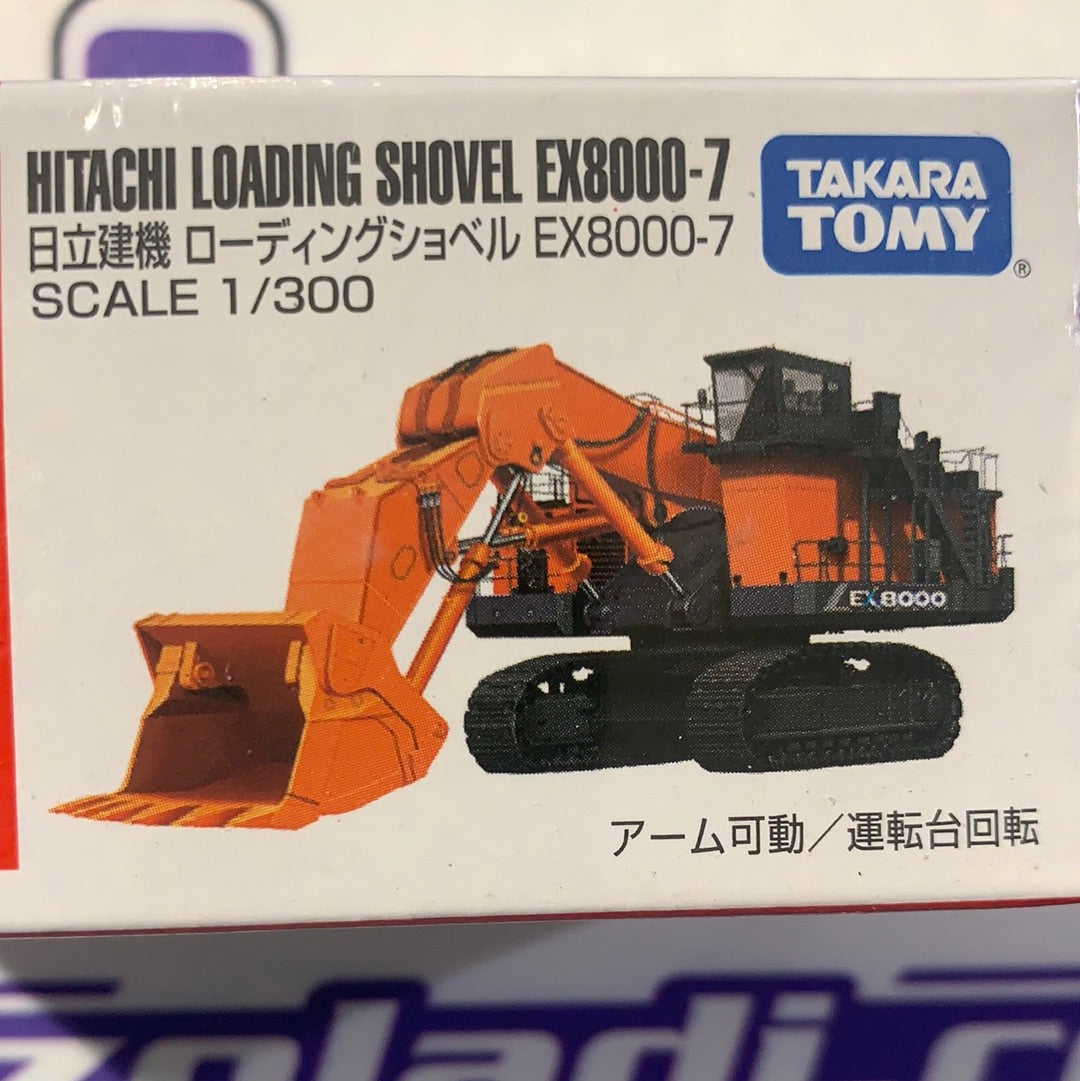 HITACHI LOADING SHOVEL EX8000-7
日立建機 ローディングショベル EX8000-7
SCALE 1/300
TAKARA
TOMY
®
EX8000
アーム可動／運転台回転